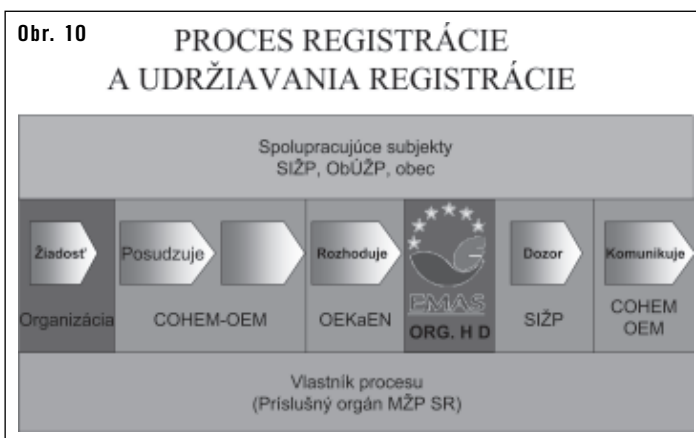 Obr. 10
PROCES REGISTRÁCIE
A UDRŽIAVANIA REGISTRÁCIE
Spolupracujúce subjekty
SIŽP, ObÚŽP, obec
Žiadosť
Posudzuje
Rozhoduje
Dozor
Komunikuje
Organizácia
COHEM-OEM
OEKaEN
EMAS
ORG. H D
SIŽP
COHEM
OEM
Vlastník procesu
(Príslušný orgán MŽP SR)